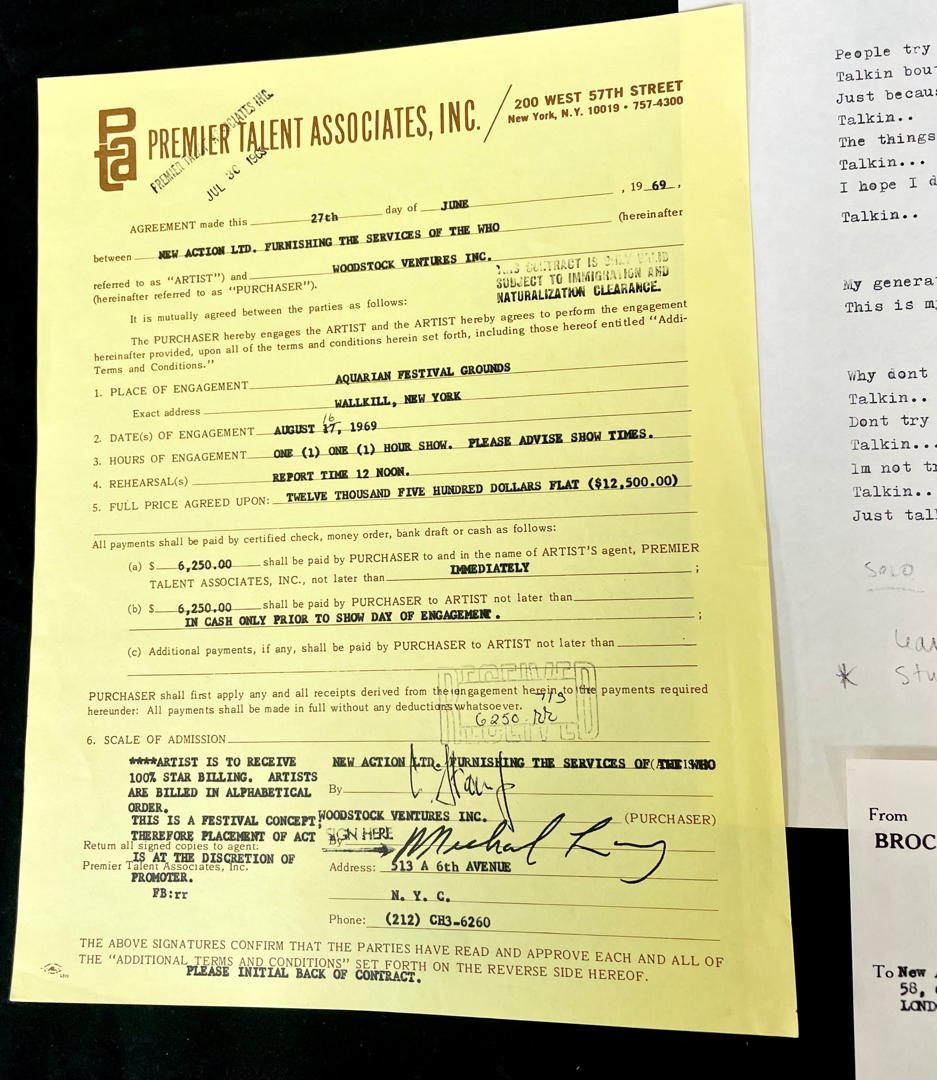 pta PREMIER TALENT ASSOCIATES, INC.
200 WEST 57TH STREET
New York, N.Y. 10019 • 757-4300
PREMIER TALENT ASSOCIATES INC.
JUL 30 1969
AGREEMENT made this 27th day of JUNE , 19 69 ,
between NEW ACTION LTD. FURNISHING THE SERVICES OF THE WHO (hereinafter
referred to as "ARTIST") and WOODSTOCK VENTURES INC.
(hereinafter referred to as "PURCHASER").
THIS CONTRACT IS ONLY VALID
SUBJECT TO IMMIGRATION AND
NATURALIZATION CLEARANCE.
It is mutually agreed between the parties as follows:
The PURCHASER hereby engages the ARTIST and the ARTIST hereby agrees to perform the engagement
hereinafter provided, upon all of the terms and conditions herein set forth, including those hereof entitled "Addi-
Terms and Conditions."
1. PLACE OF ENGAGEMENT AQUARIAN FESTIVAL GROUNDS
Exact address WALLKILL, NEW YORK
16
2. DATE(S) OF ENGAGEMENT AUGUST 17, 1969
3. HOURS OF ENGAGEMENT ONE (1) ONE (1) HOUR SHOW. PLEASE ADVISE SHOW TIMES.
4. REHEARSAL(s) REPORT TIME 12 NOON.
5. FULL PRICE AGREED UPON: TWELVE THOUSAND FIVE HUNDRED DOLLARS FLAT ($12,500.00)
All payments shall be paid by certified check, money order, bank draft or cash as follows:
(a) $ 6,250.00 shall be paid by PURCHASER to and in the name of ARTIST'S agent, PREMIER
TALENT ASSOCIATES, INC., not later than IMMEDIATELY ;
(b) $ 6,250.00 shall be paid by PURCHASER to ARTIST not later than
IN CASH ONLY PRIOR TO SHOW DAY OF ENGAGEMENT. ;
(c) Additional payments, if any, shall be paid by PURCHASER to ARTIST not later than
RECEIVED
PURCHASER shall first apply any and all receipts derived from the engagement herein to the payments required
hereunder: All payments shall be made in full without any deductions whatsoever.
7/3
6250 RR
6. SCALE OF ADMISSION
****ARTIST IS TO RECEIVE
100% STAR BILLING. ARTISTS
ARE BILLED IN ALPHABETICAL
ORDER.
THIS IS A FESTIVAL CONCEPT;
THEREFORE PLACEMENT OF ACT
Return all signed copies to agent:
IS AT THE DISCRETION OF
Premier Talent Associates, Inc.
PROMOTER.
FB:rr
NEW ACTION LTD. FURNISHING THE SERVICES OF THE WHO (ARTIST)
By
WOODSTOCK VENTURES INC. (PURCHASER)
SIGN HERE
By Michael Lang
Address: 513 A 6th AVENUE
N. Y. C.
Phone: (212) CH3-6260
THE ABOVE SIGNATURES CONFIRM THAT THE PARTIES HAVE READ AND APPROVE EACH AND ALL OF
THE "ADDITIONAL TERMS AND CONDITIONS" SET FORTH ON THE REVERSE SIDE HEREOF.
PLEASE INITIAL BACK OF CONTRACT.
People try
Talkin bou
Just becau
Talkin..
The things
Talkin...
I hope I d
Talkin..
My genera
This is m
Why dont
Talkin..
Dont try
Talkin...
Im not t
Talkin..
Just tal
SOLO
From
BROC
To New
58,
LOND